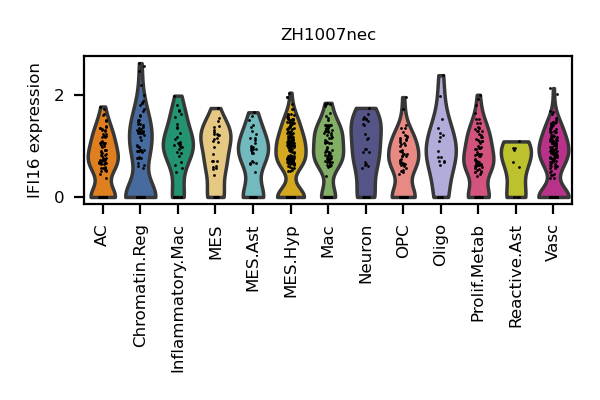 ZH1007nec
IFI16 expression
2
0
AC
Chromatin.Reg
Inflammatory.Mac
MES
MES.Ast
MES.Hyp
Mac
Neuron
OPC
Oligo
Prolif.Metab
Reactive.Ast
Vasc